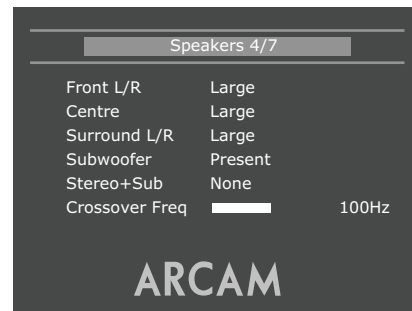 Speakers 4/7
Front L/R Large
Centre Large
Surround L/R Large
Subwoofer Present
Stereo+Sub None
Crossover Freq 100Hz
ARCAM